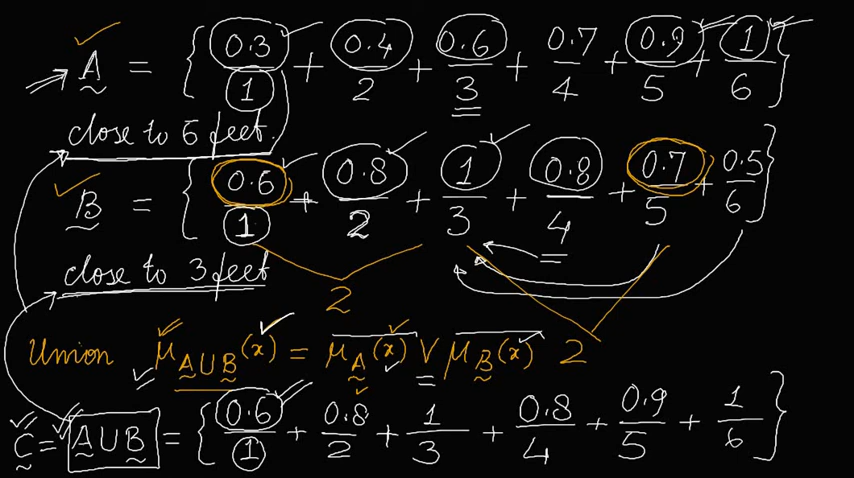 A = { 0.3/1 + 0.4/2 + 0.6/3 + 0.7/4 + 0.9/5 + 1/6 }
close to 6 feet.
B = { 0.6/1 + 0.8/2 + 1/3 + 0.8/4 + 0.7/5 + 0.5/6 }
close to 3 feet
2
Union μ_A∪B(x) = μ_A(x) ∨ μ_B(x) 2
C = A∪B = { 0.6/1 + 0.8/2 + 1/3 + 0.8/4 + 0.9/5 + 1/6 }